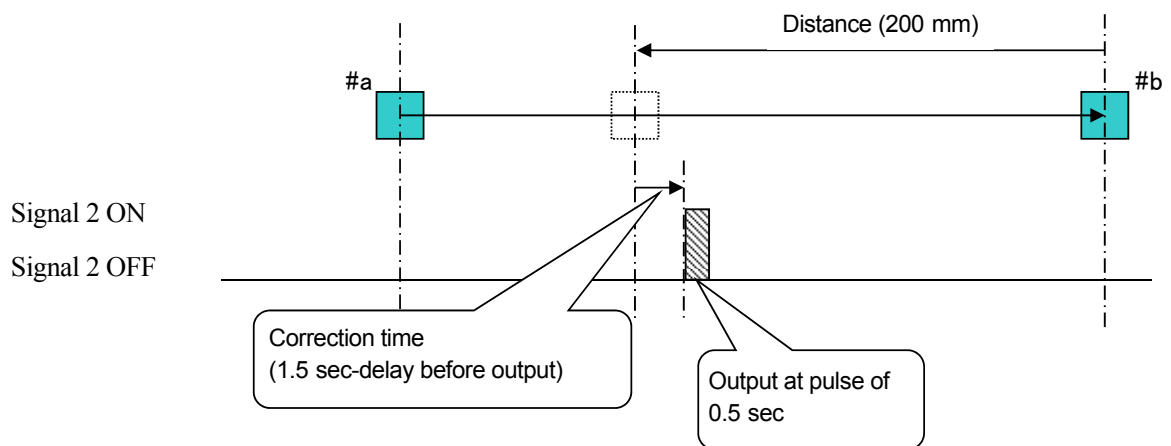 Distance (200 mm)
#a
#b
Signal 2 ON
Signal 2 OFF
Correction time
(1.5 sec-delay before output)
Output at pulse of
0.5 sec